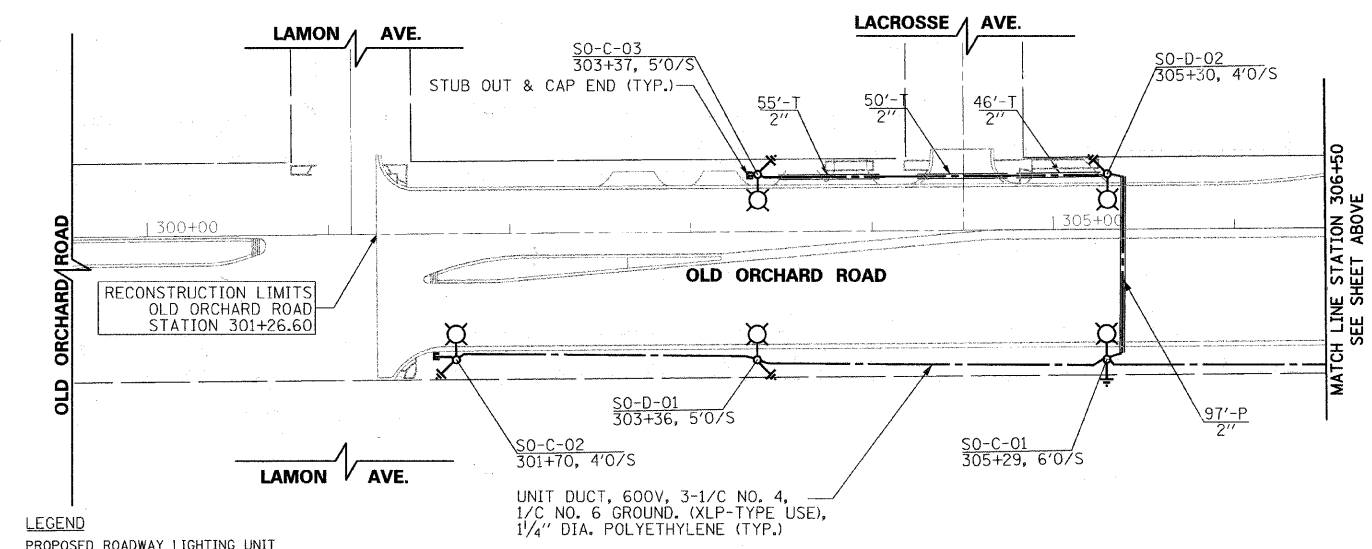 LAMON AVE.
LACROSSE AVE.
SO-C-03
303+37, 5'O/S
STUB OUT & CAP END (TYP.)
SO-D-02
305+30, 4'O/S
55'-T
2"
50'-T
2"
46'-T
2"
300+00
305+00
OLD ORCHARD ROAD
OLD ORCHARD ROAD
RECONSTRUCTION LIMITS
OLD ORCHARD ROAD
STATION 301+26.60
MATCH LINE STATION 306+50
SEE SHEET ABOVE
SO-D-01
303+36, 5'O/S
97'-P
2"
SO-C-02
301+70, 4'O/S
SO-C-01
305+29, 6'O/S
LAMON AVE.
UNIT DUCT, 600V, 3-1/C NO. 4,
1/C NO. 6 GROUND. (XLP-TYPE USE),
1¼" DIA. POLYETHYLENE (TYP.)
LEGEND
PROPOSED ROADWAY LIGHTING UNIT